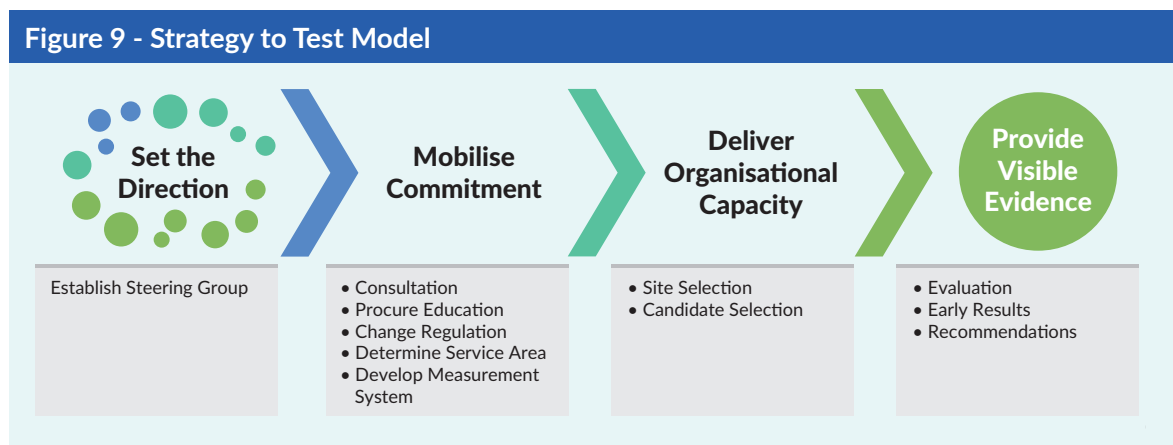 Figure 9 - Strategy to Test Model
Set the
Direction
Mobilise
Commitment
Deliver
Organisational
Capacity
Provide
Visible
Evidence
Establish Steering Group
• Consultation
• Procure Education
• Change Regulation
• Determine Service Area
• Develop Measurement
System
• Site Selection
• Candidate Selection
• Evaluation
• Early Results
• Recommendations